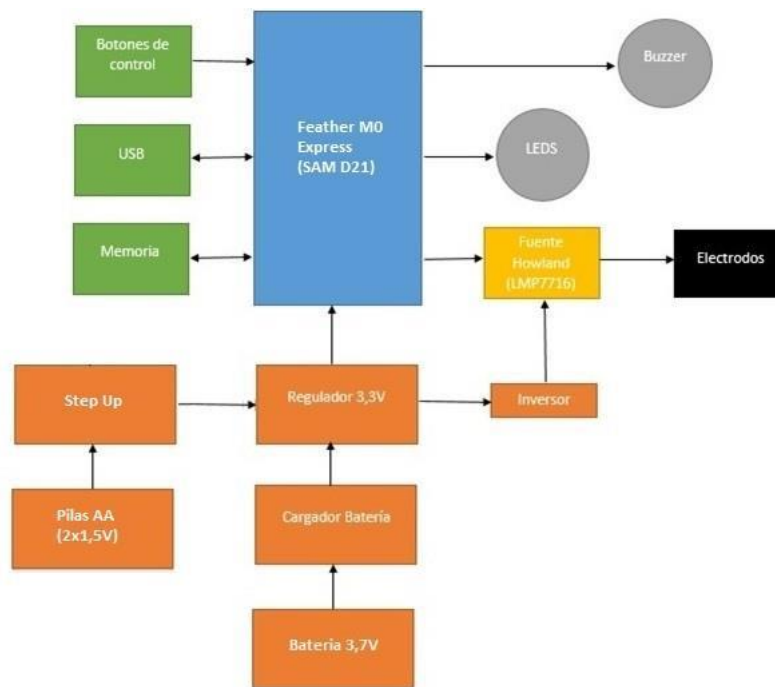 Botones de
control
Feather M0
Express
(SAM D21)
Buzzer
USB
LEDS
Memoria
Fuente
Howland
(LMP7716)
Electrodos
Step Up
Regulador 3,3V
Inversor
Pilas AA
(2x1,5V)
Cargador Batería
Bateria 3,7V